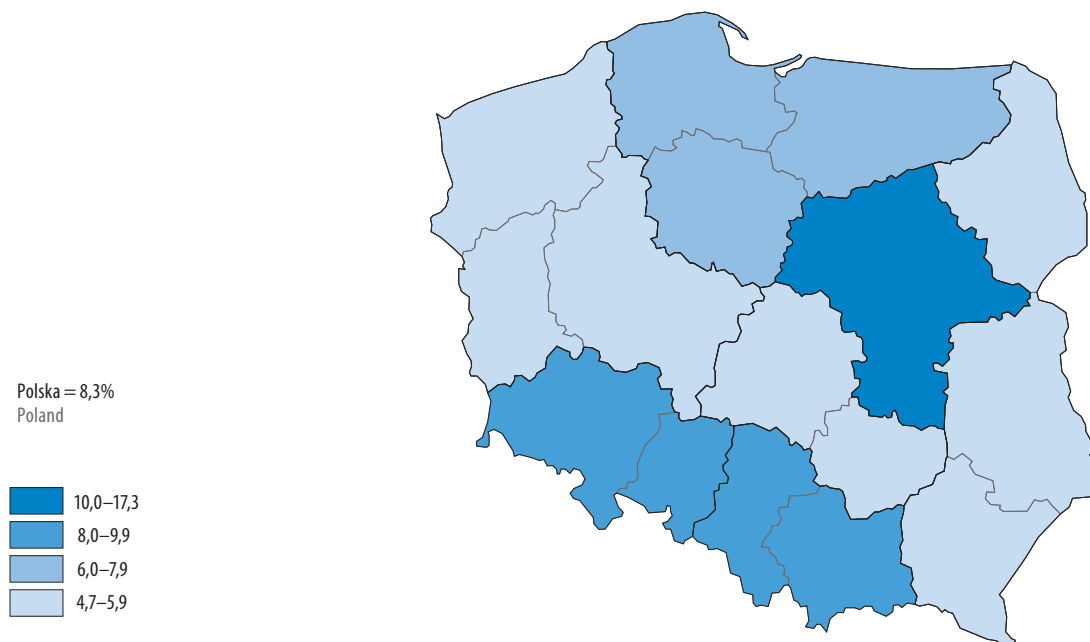 Polska = 8,3%
Poland
10,0–17,3
8,0–9,9
6,0–7,9
4,7–5,9